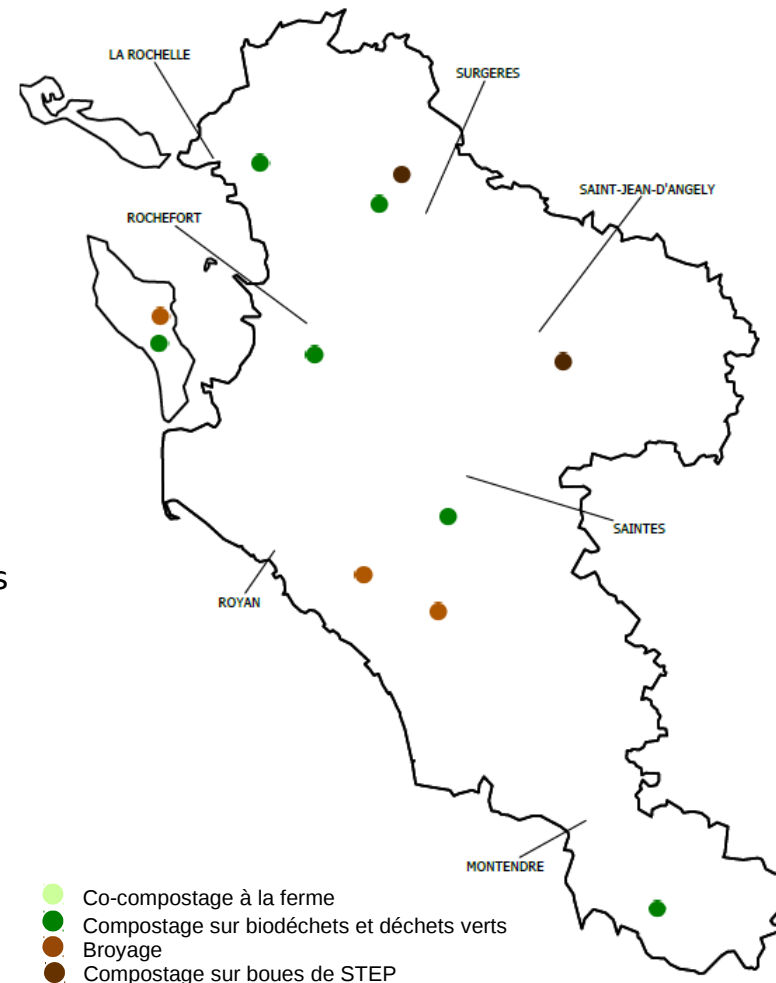 LA ROCHELLE
SURGERES
SAINT-JEAN-D'ANGELY
ROCHEFORT
SAINTES
s
ROYAN
MONTENDRE
Co-compostage à la ferme
Compostage sur biodéchets et déchets verts
Broyage
Compostage sur boues de STEP